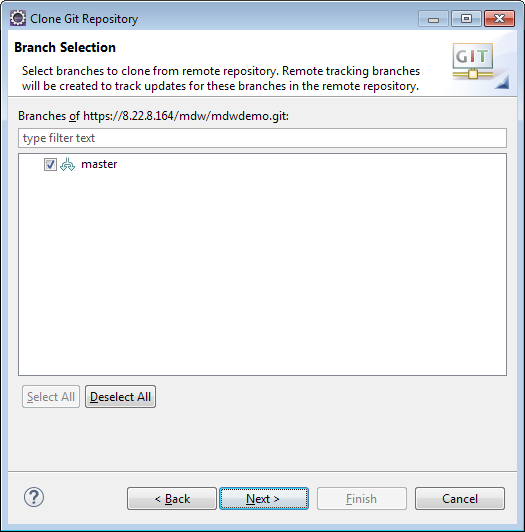 Clone Git Repository
Branch Selection
Select branches to clone from remote repository. Remote tracking branches
will be created to track updates for these branches in the remote repository.
GIT
Branches of https://8.22.8.164/mdw/mdwdemo.git:
type filter text
master
Select All
Deselect All
?
< Back
Next >
Finish
Cancel